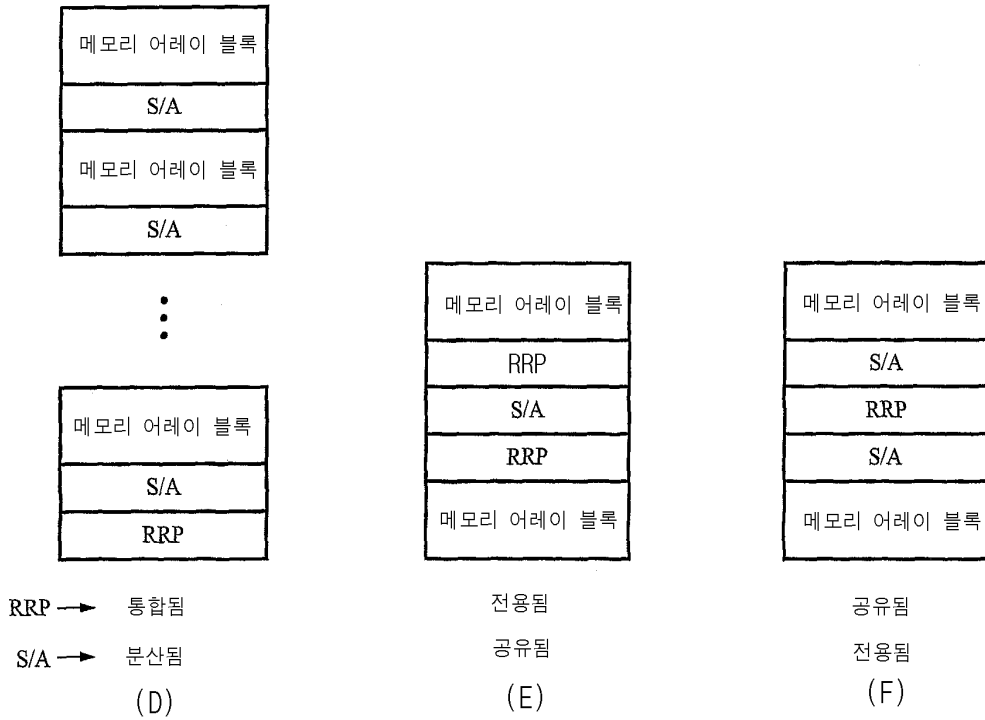 메모리 어레이 블록
S/A
메모리 어레이 블록
S/A
메모리 어레이 블록
S/A
RRP
RRP → 통합됨
S/A → 분산됨
(D)
메모리 어레이 블록
RRP
S/A
RRP
메모리 어레이 블록
전용됨
공유됨
(E)
메모리 어레이 블록
S/A
RRP
S/A
메모리 어레이 블록
공유됨
전용됨
(F)